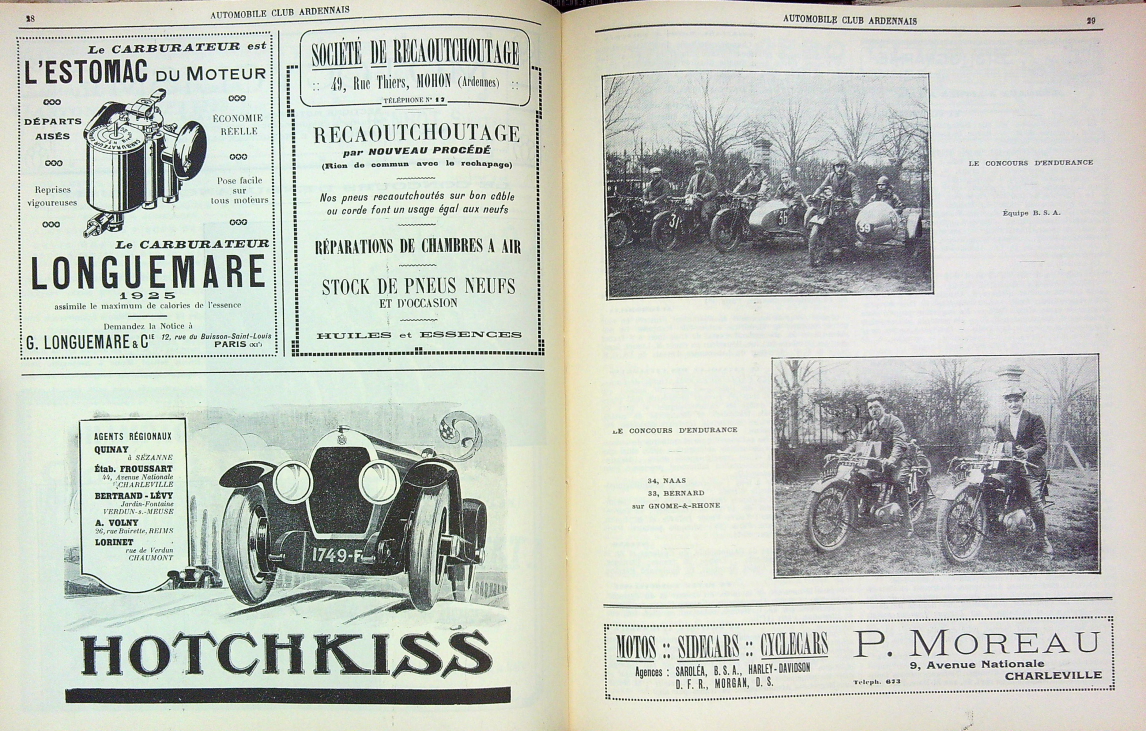 28
AUTOMOBILE CLUB ARDENNAIS
Le CARBURATEUR est
L'ESTOMAC DU MOTEUR
DÉPARTS
AISÉS
ÉCONOMIE
RÉELLE
Reprises
vigoureuses
Pose facile
sur
tous moteurs
Le CARBURATEUR
LONGUEMARE
1925
assimile le maximum de calories de l'essence
Demandez la Notice à
G. LONGUEMARE & Cie 12, rue du Buisson-Saint-Louis
PARIS (XI)
SOCIÉTÉ DE RECAOUTCHOUTAGE
:: 49, Rue Thiers, MOHON (Ardennes) ::
TÉLÉPHONE N° 17
RECAOUTCHOUTAGE
par NOUVEAU PROCÉDÉ
(Rien de commun avec le rechapage)
Nos pneus recaoutchoutés sur bon câble
ou corde font un usage égal aux neufs
RÉPARATIONS DE CHAMBRES A AIR
STOCK DE PNEUS NEUFS
ET D'OCCASION
HUILES et ESSENCES
AGENTS RÉGIONAUX
QUINAY
à SÉZANNE
Étab. FROUSSART
44, Avenue Nationale
CHARLEVILLE
BERTRAND-LÉVY
Jardin-Fontaine
VERDUN-s.-MEUSE
A. VOLNY
26, rue Buirette, REIMS
LORINET
rue de Verdun
CHAUMONT
1749-F
HOTCHKISS
AUTOMOBILE CLUB ARDENNAIS
29
LE CONCOURS D'ENDURANCE
Équipe B. S. A.
37
36
39
LE CONCOURS D'ENDURANCE
34, NAAS
33, BERNARD
sur GNOME-&-RHONE
MOTOS :: SIDECARS :: CYCLECARS
Agences : SAROLÉA, B. S. A., HARLEY-DAVIDSON
D. F. R., MORGAN, D. S.
P. MOREAU
9, Avenue Nationale
Teleph. 673
CHARLEVILLE